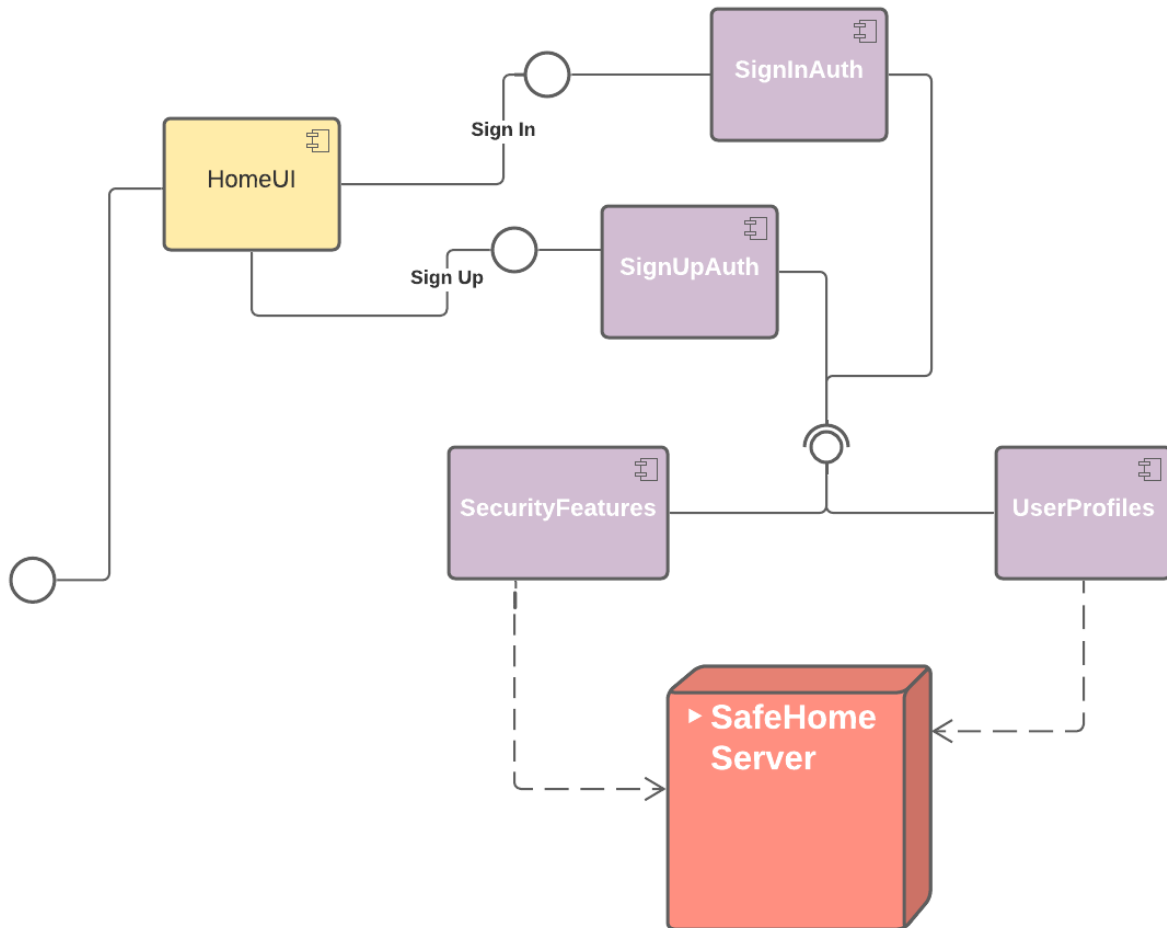 SignInAuth
Sign In
HomeUI
SignUpAuth
Sign Up
SecurityFeatures
UserProfiles
SafeHome
Server